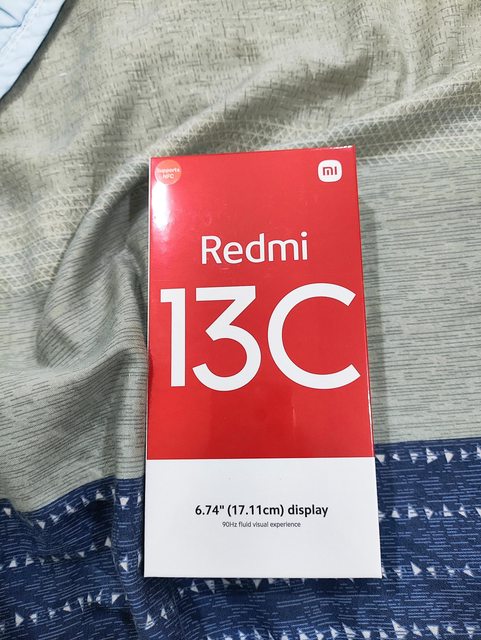 Supports
NFC
mi
Redmi
13C
6.74" (17.11cm) display
90Hz fluid visual experience